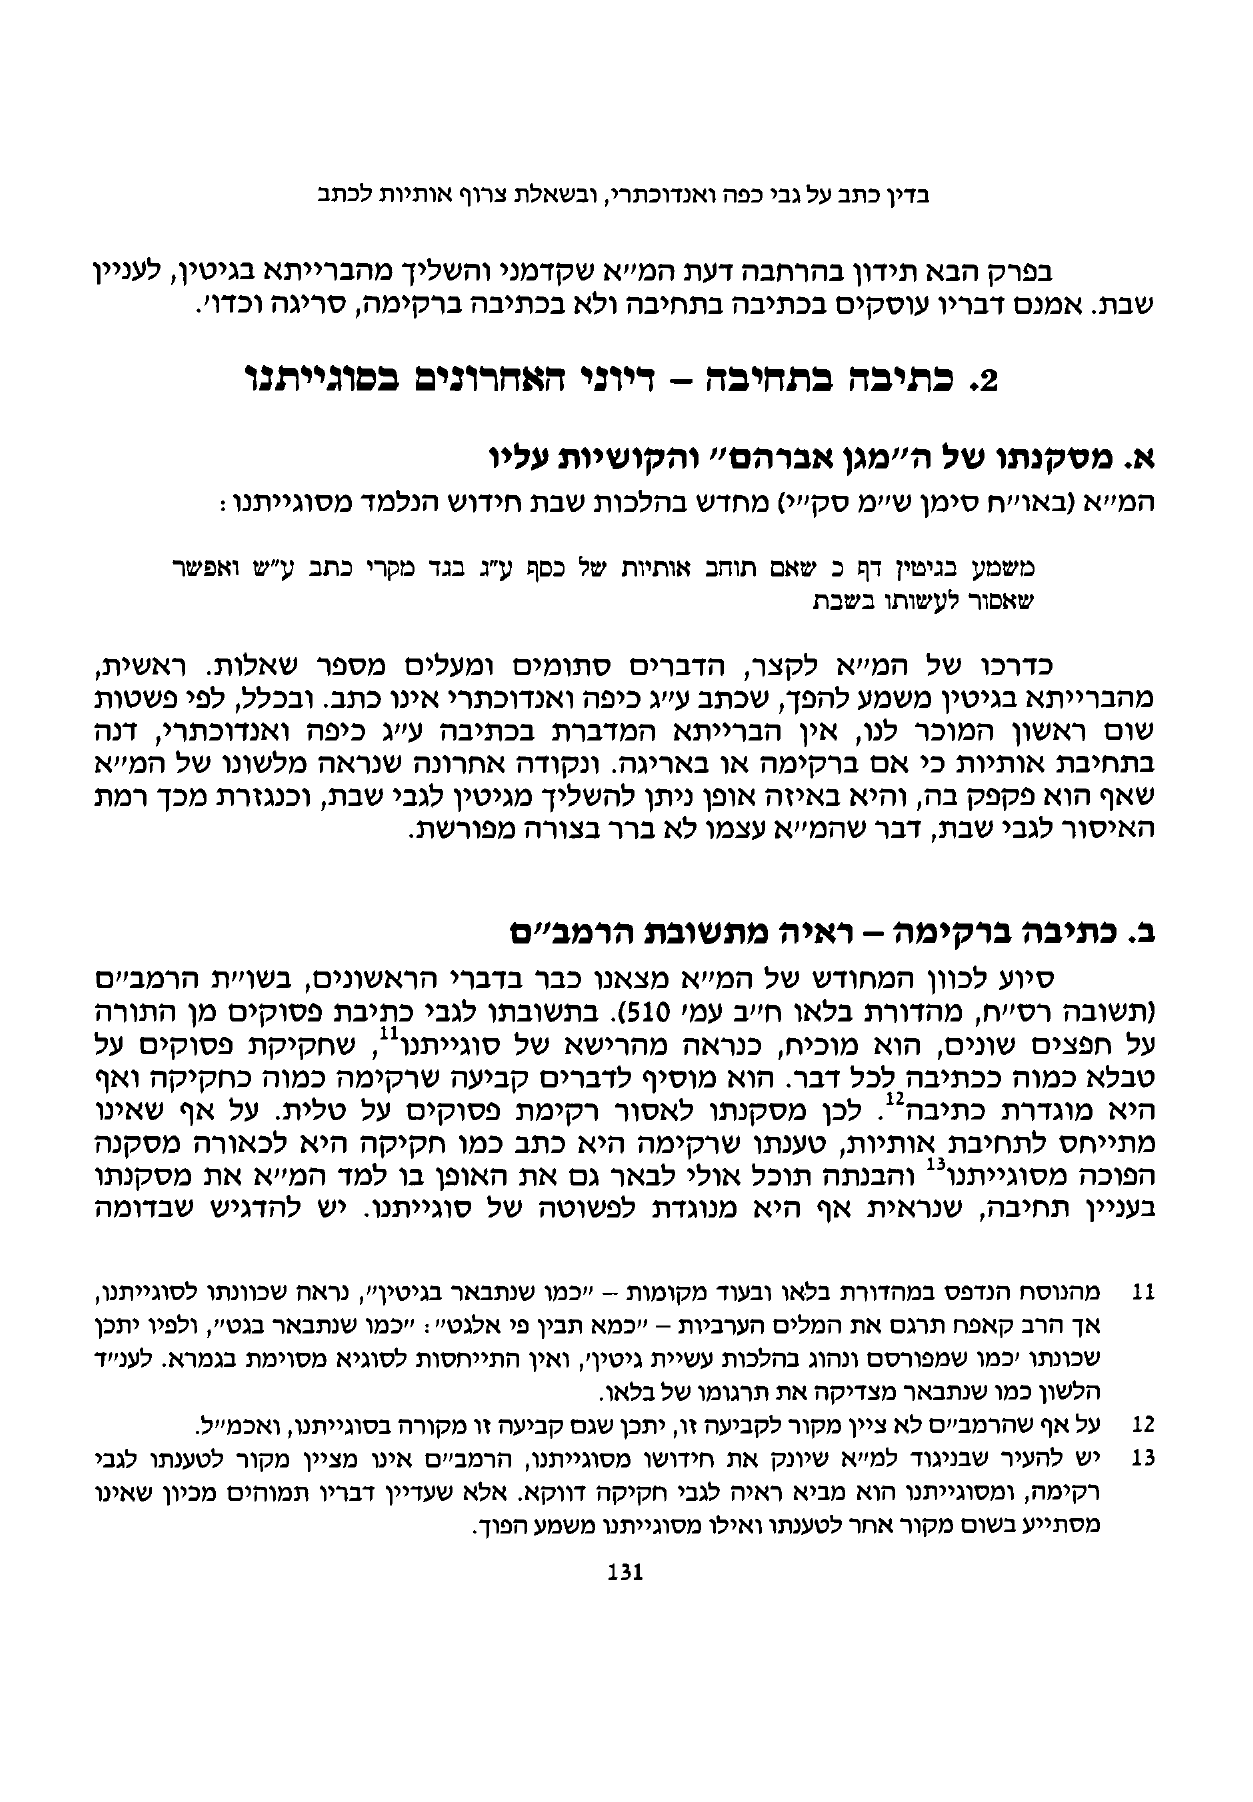 בדין כתב על גבי כפה ואנדוכתרי, ובשאלת צרוף אותיות לכתב
בפרק הבא תידון בהרחבה דעת המ״א שקדמני והשליך מהברייתא בגיטין, לעניין
שבת. אמנם דבריו עוסקים בכתיבה בתחיבה ולא בכתיבה ברקימה, סריגה וכדו׳.
2. כתיבה בתחיבה – דיוני האחרונים בסוגייתנו
א. מסקנתו של ה״מגן אברהם״ והקושיות עליו
המ״א (באו״ח סימן ש״מ סק״י) מחדש בהלכות שבת חידוש הנלמד מסוגייתנו:
משמע בגיטין דף כ שאם תוחב אותיות של כסף ע״ג בגד מקרי כתב ע״ש ואפשר
שאסור לעשותו בשבת
כדרכו של המ״א לקצר, הדברים סתומים ומעלים מספר שאלות. ראשית,
מהברייתא בגיטין משמע להפך, שכתב ע״ג כיפה ואנדוכתרי אינו כתב. ובכלל, לפי פשטות
שום ראשון המוכר לנו, אין הברייתא המדברת בכתיבה ע״ג כיפה ואנדוכתרי, דנה
בתחיבת אותיות כי אם ברקימה או באריגה. ונקודה אחרונה שנראה מלשונו של המ״א
שאף הוא פקפק בה, והיא באיזה אופן ניתן להשליך מגיטין לגבי שבת, וכנגזרת מכך רמת
האיסור לגבי שבת, דבר שהמ״א עצמו לא ברר בצורה מפורשת.
ב. כתיבה ברקימה – ראיה מתשובת הרמב״ם
סיוע לכוון המחודש של המ״א מצאנו כבר בדברי הראשונים, בשו״ת הרמב״ם
(תשובה רס״ח, מהדורת בלאו ח״ב עמ׳ 510). בתשובתו לגבי כתיבת פסוקים מן התורה
על חפצים שונים, הוא מוכיח, כנראה מהרישא של סוגייתנו11, שחקיקת פסוקים על
טבלא כמוה ככתיבה לכל דבר. הוא מוסיף לדברים קביעה שרקימה כמוה כחקיקה ואף
היא מוגדרת כתיבה12. לכן מסקנתו לאסור רקימת פסוקים על טלית. על אף שאינו
מתייחס לתחיבת אותיות, טענתו שרקימה היא כתב כמו חקיקה היא לכאורה מסקנה
הפוכה מסוגייתנו13 והבנתה תוכל אולי לבאר גם את האופן בו למד המ״א את מסקנתו
בעניין תחיבה, שנראית אף היא מנוגדת לפשוטה של סוגייתנו. יש להדגיש שבדומה
11 מהנוסח הנדפס במהדורת בלאו ובעוד מקומות – ״כמו שנתבאר בגיטין״, נראה שכוונתו לסוגייתנו,
אך הרב קאפח תרגם את המלים הערביות – ״כמא תבין פי אלגט״: ״כמו שנתבאר בגט״, ולפיו יתכן
שכונתו ׳כמו שמפורסם ונהוג בהלכות עשיית גיטין׳, ואין התייחסות לסוגיא מסוימת בגמרא. לענ״ד
הלשון כמו שנתבאר מצדיקה את תרגומו של בלאו.
12 על אף שהרמב״ם לא ציין מקור לקביעה זו, יתכן שגם קביעה זו מקורה בסוגייתנו, ואכמ״ל.
13 יש להעיר שבניגוד למ״א שיונק את חידושו מסוגייתנו, הרמב״ם אינו מציין מקור לטענתו לגבי
רקימה, ומסוגייתנו הוא מביא ראיה לגבי חקיקה דווקא. אלא שעדיין דבריו תמוהים מכיון שאינו
מסתייע בשום מקור אחר לטענתו ואילו מסוגייתנו משמע הפוך.
131